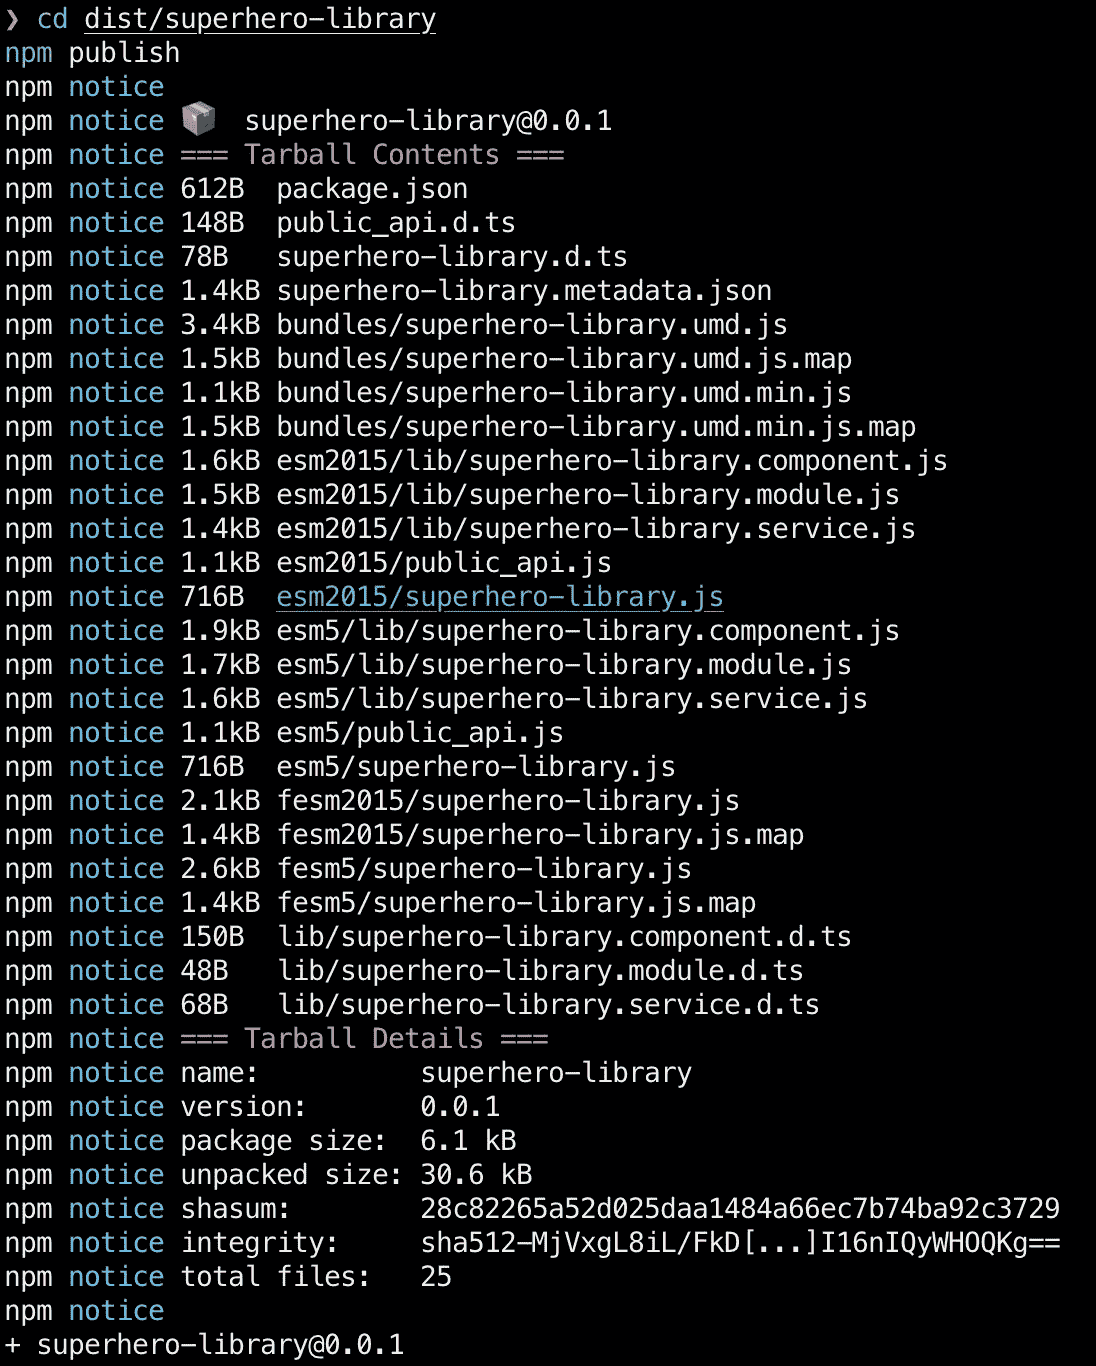 ❯ cd dist/superhero-library
npm publish
npm notice
npm notice 📦  superhero-library@0.0.1
npm notice === Tarball Contents ===
npm notice 612B  package.json
npm notice 148B  public_api.d.ts
npm notice 78B   superhero-library.d.ts
npm notice 1.4kB superhero-library.metadata.json
npm notice 3.4kB bundles/superhero-library.umd.js
npm notice 1.5kB bundles/superhero-library.umd.js.map
npm notice 1.1kB bundles/superhero-library.umd.min.js
npm notice 1.5kB bundles/superhero-library.umd.min.js.map
npm notice 1.6kB esm2015/lib/superhero-library.component.js
npm notice 1.5kB esm2015/lib/superhero-library.module.js
npm notice 1.4kB esm2015/lib/superhero-library.service.js
npm notice 1.1kB esm2015/public_api.js
npm notice 716B  esm2015/superhero-library.js
npm notice 1.9kB esm5/lib/superhero-library.component.js
npm notice 1.7kB esm5/lib/superhero-library.module.js
npm notice 1.6kB esm5/lib/superhero-library.service.js
npm notice 1.1kB esm5/public_api.js
npm notice 716B  esm5/superhero-library.js
npm notice 2.1kB fesm2015/superhero-library.js
npm notice 1.4kB fesm2015/superhero-library.js.map
npm notice 2.6kB fesm5/superhero-library.js
npm notice 1.4kB fesm5/superhero-library.js.map
npm notice 150B  lib/superhero-library.component.d.ts
npm notice 48B   lib/superhero-library.module.d.ts
npm notice 68B   lib/superhero-library.service.d.ts
npm notice === Tarball Details ===
npm notice name:          superhero-library
npm notice version:       0.0.1
npm notice package size:  6.1 kB
npm notice unpacked size: 30.6 kB
npm notice shasum:        28c82265a52d025daa1484a66ec7b74ba92c3729
npm notice integrity:     sha512-MjVxgL8iL/FkD[...]I16nIQyWHOQKg==
npm notice total files:   25
npm notice
+ superhero-library@0.0.1